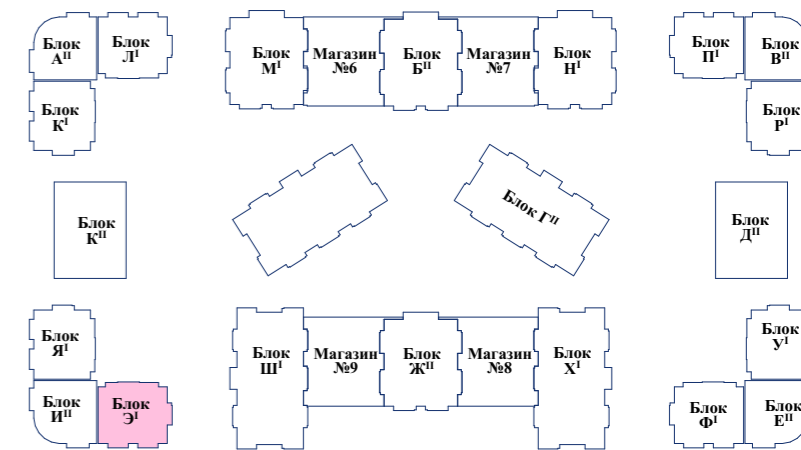 Блок
Аᴵᴵ
Блок
Лᴵ
Блок
Мᴵ
Магазин
№6
Блок
Бᴵᴵ
Магазин
№7
Блок
Нᴵ
Блок
Пᴵ
Блок
Вᴵᴵ
Блок
Кᴵ
Блок
Рᴵ
Блок
Кᴵᴵ
Блок Гᴵᴵ
Блок
Дᴵᴵ
Блок
Яᴵ
Блок
Уᴵ
Блок
Шᴵ
Магазин
№9
Блок
Жᴵᴵ
Магазин
№8
Блок
Хᴵ
Блок
Иᴵᴵ
Блок
Эᴵ
Блок
Фᴵ
Блок
Еᴵᴵ